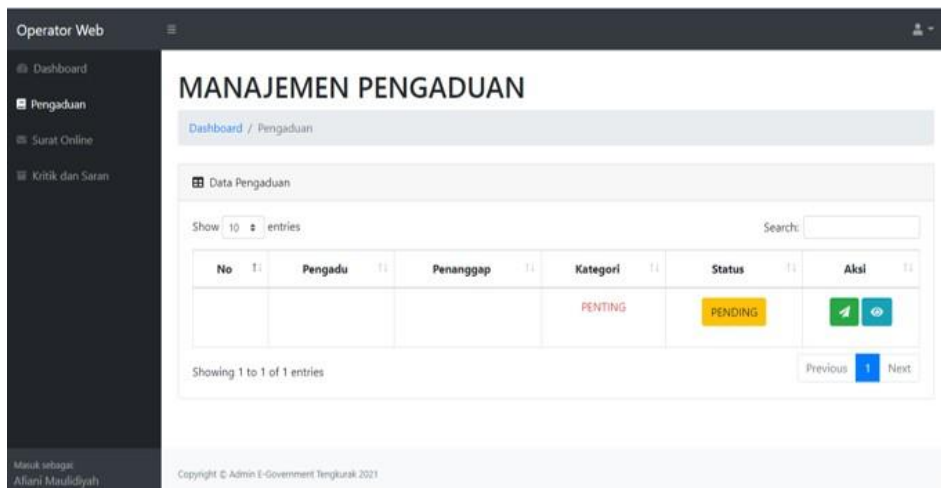 Operator Web
Dashboard
Pengaduan
Surat Online
Kritik dan Saran
Masuk sebagai:
Afiani Maulidiyah
MANAJEMEN PENGADUAN
Dashboard / Pengaduan
Data Pengaduan
Show 10 entries Search:
No Pengadu Penanggap Kategori Status Aksi
PENTING PENDING
Showing 1 to 1 of 1 entries Previous 1 Next
Copyright © Admin E-Government Tengkurak 2021